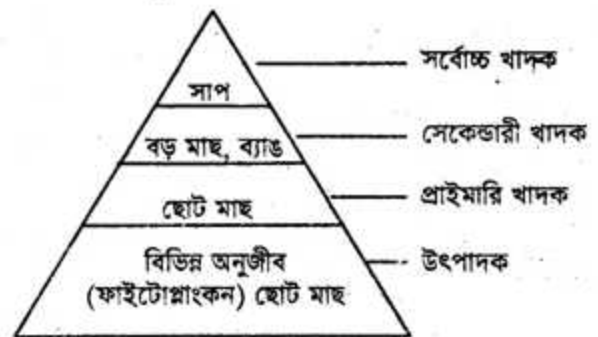 সর্বোচ্চ খাদক
সাপ
বড় মাছ, ব্যাঙ
সেকেন্ডারী খাদক
ছোট মাছ
প্রাইমারি খাদক
বিভিন্ন অনুজীব
(ফাইটোপ্লাংকন) ছোট মাছ
উৎপাদক